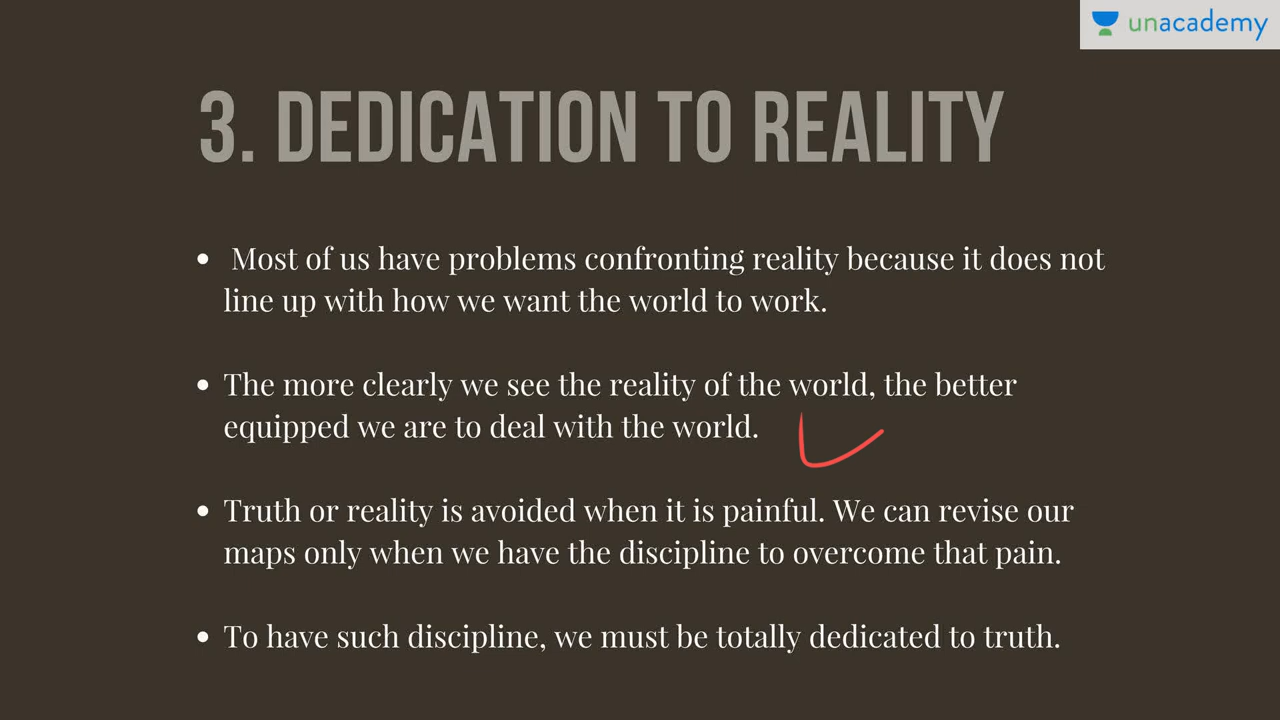 unacademy
3. DEDICATION TO REALITY
• Most of us have problems confronting reality because it does not
line up with how we want the world to work.
• The more clearly we see the reality of the world, the better
equipped we are to deal with the world.
• Truth or reality is avoided when it is painful. We can revise our
maps only when we have the discipline to overcome that pain.
• To have such discipline, we must be totally dedicated to truth.